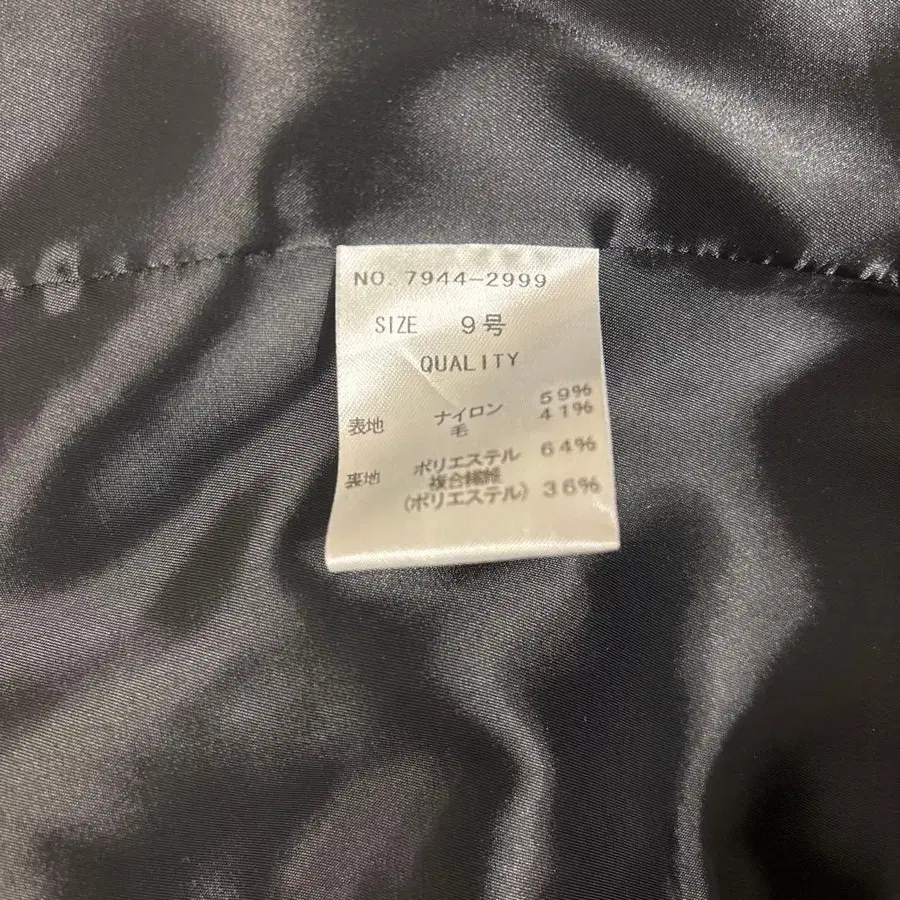 NO. 7944-2999
SIZE 9号
QUALITY
表地 ナイロン 59%
毛 41%
裏地 ポリエステル 64%
複合繊維
(ポリエステル) 36%